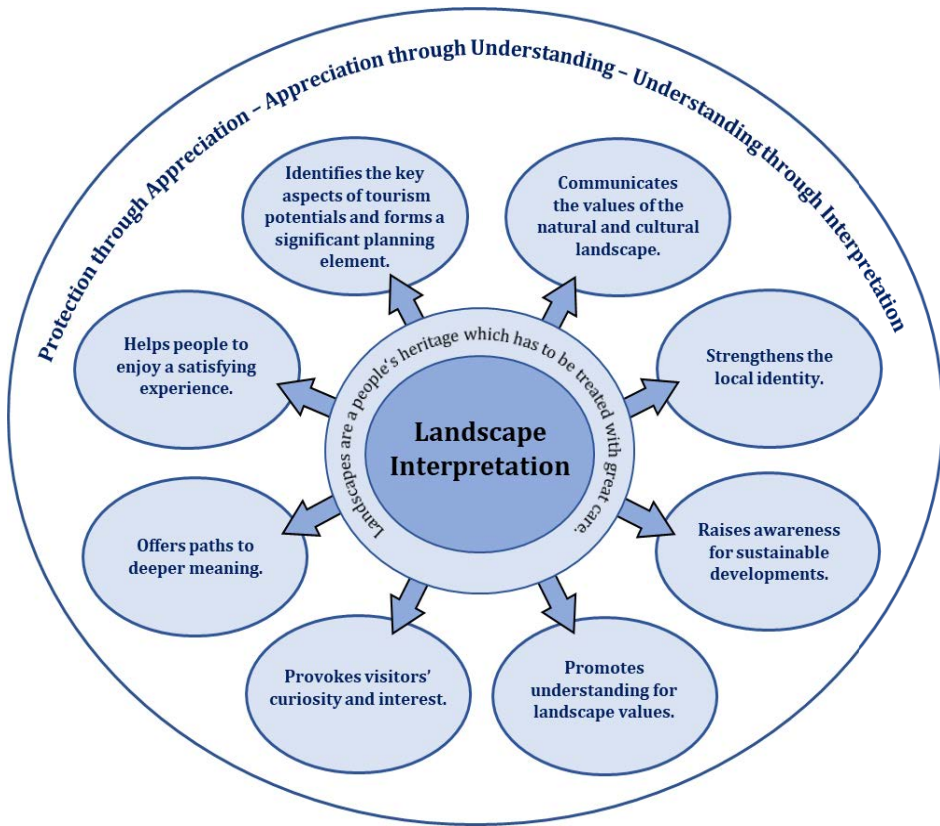 Protection through Appreciation – Appreciation through Understanding – Understanding through Interpretation
Identifies the key
aspects of tourism
potentials and forms a
significant planning
element.
Communicates
the values of the
natural and cultural
landscape.
Helps people to
enjoy a satisfying
experience.
Landscapes are a people‘s heritage which has to be treated with great care.
Landscape
Interpretation
Strengthens the
local identity.
Offers paths to
deeper meaning.
Raises awareness
for sustainable
developments.
Provokes visitors’
curiosity and interest.
Promotes
understanding for
landscape values.